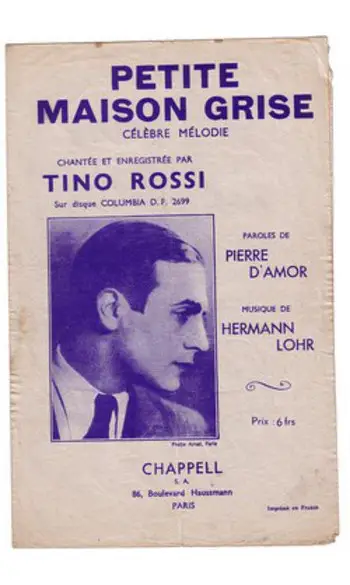 PETITE
MAISON GRISE
CÉLÈBRE MÉLODIE
CHANTÉE ET ENREGISTRÉE PAR
TINO ROSSI
Sur disque COLUMBIA D. F. 2699
PAROLES DE
PIERRE
D'AMOR
MUSIQUE DE
HERMANN
LOHR
Prix : 6 frs
Photo Paris
CHAPPELL
S. A.
86, Boulevard Haussmann
PARIS
Imprimé en France